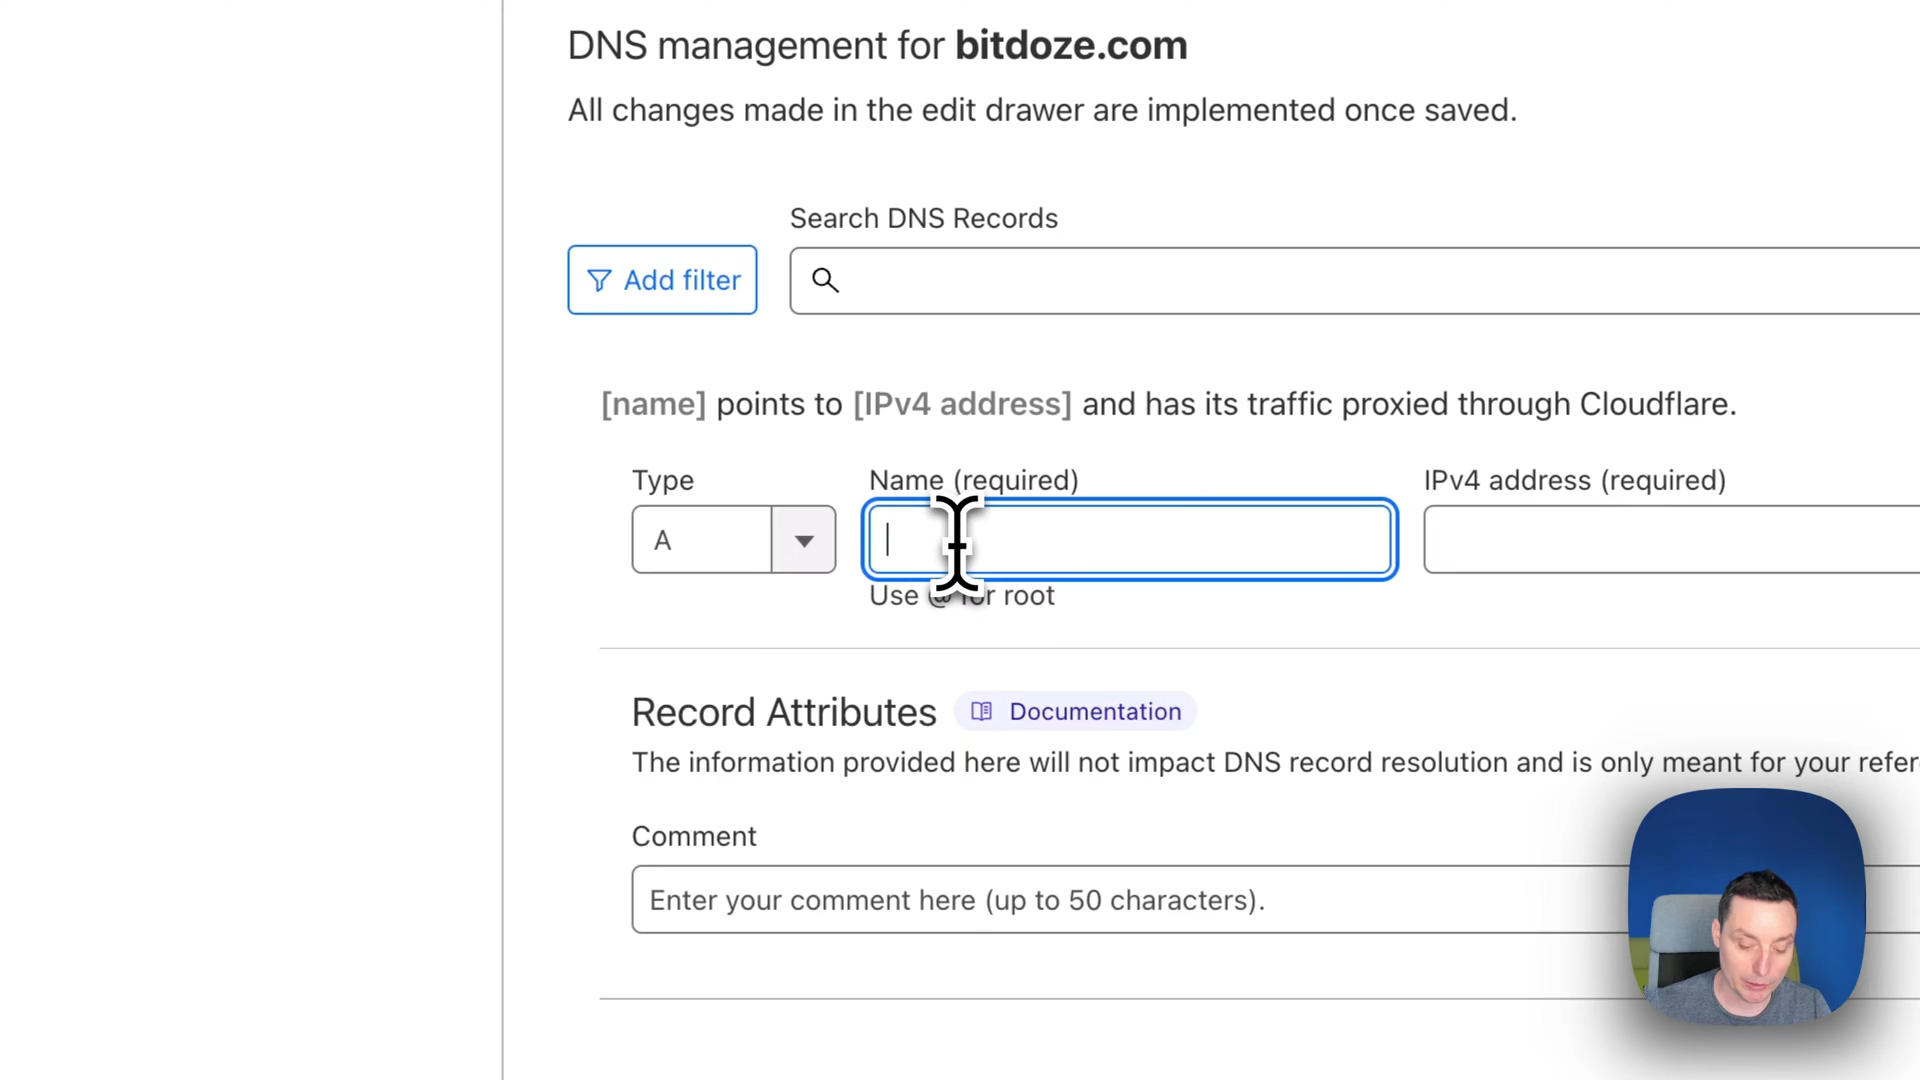 DNS management for bitdoze.com
All changes made in the edit drawer are implemented once saved.
Search DNS Records
Add filter
[name] points to [IPv4 address] and has its traffic proxied through Cloudflare.
Type
Name (required)
IPv4 address (required)
A
Use @ for root
Record Attributes
Documentation
The information provided here will not impact DNS record resolution and is only meant for your refer
Comment
Enter your comment here (up to 50 characters).